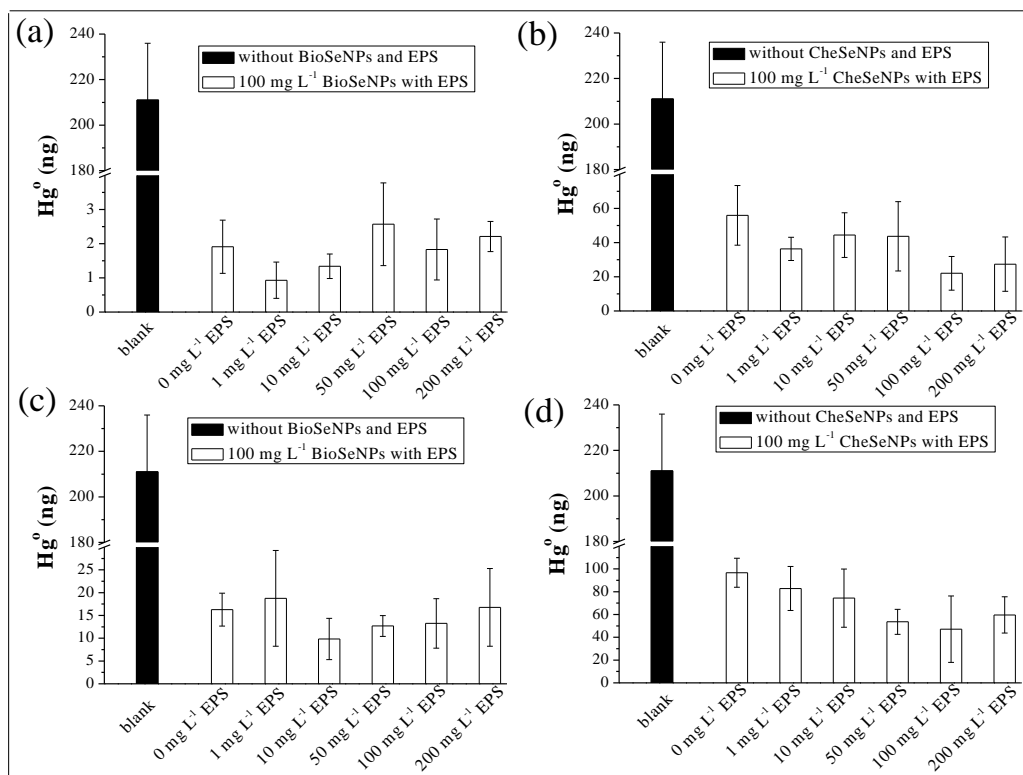 (a)
without BioSeNPs and EPS
100 mg L⁻¹ BioSeNPs with EPS
240
220
200
180
3
2
1
0
Hg⁰ (ng)
blank
0 mg L⁻¹ EPS
1 mg L⁻¹ EPS
10 mg L⁻¹ EPS
50 mg L⁻¹ EPS
100 mg L⁻¹ EPS
200 mg L⁻¹ EPS
(b)
without CheSeNPs and EPS
100 mg L⁻¹ CheSeNPs with EPS
240
220
200
180
60
40
20
0
Hg⁰ (ng)
blank
0 mg L⁻¹ EPS
1 mg L⁻¹ EPS
10 mg L⁻¹ EPS
50 mg L⁻¹ EPS
100 mg L⁻¹ EPS
200 mg L⁻¹ EPS
(c)
without BioSeNPs and EPS
100 mg L⁻¹ BioSeNPs with EPS
240
220
200
180
25
20
15
10
5
0
Hg⁰ (ng)
blank
0 mg L⁻¹ EPS
1 mg L⁻¹ EPS
10 mg L⁻¹ EPS
50 mg L⁻¹ EPS
100 mg L⁻¹ EPS
200 mg L⁻¹ EPS
(d)
without CheSeNPs and EPS
100 mg L⁻¹ CheSeNPs with EPS
240
220
200
180
100
80
60
40
20
0
Hg⁰ (ng)
blank
0 mg L⁻¹ EPS
1 mg L⁻¹ EPS
10 mg L⁻¹ EPS
50 mg L⁻¹ EPS
100 mg L⁻¹ EPS
200 mg L⁻¹ EPS